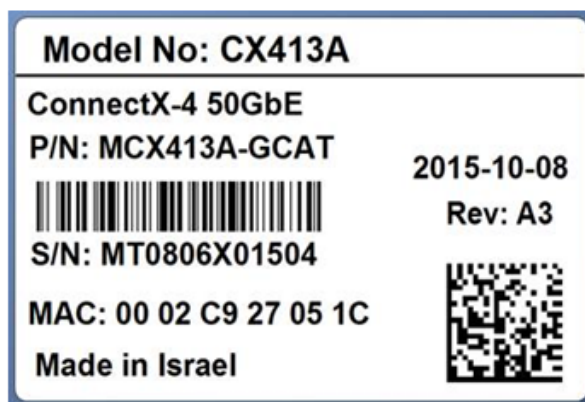 Model No: CX413A
ConnectX-4 50GbE
P/N: MCX413A-GCAT
2015-10-08
Rev: A3
S/N: MT0806X01504
MAC: 00 02 C9 27 05 1C
Made in Israel